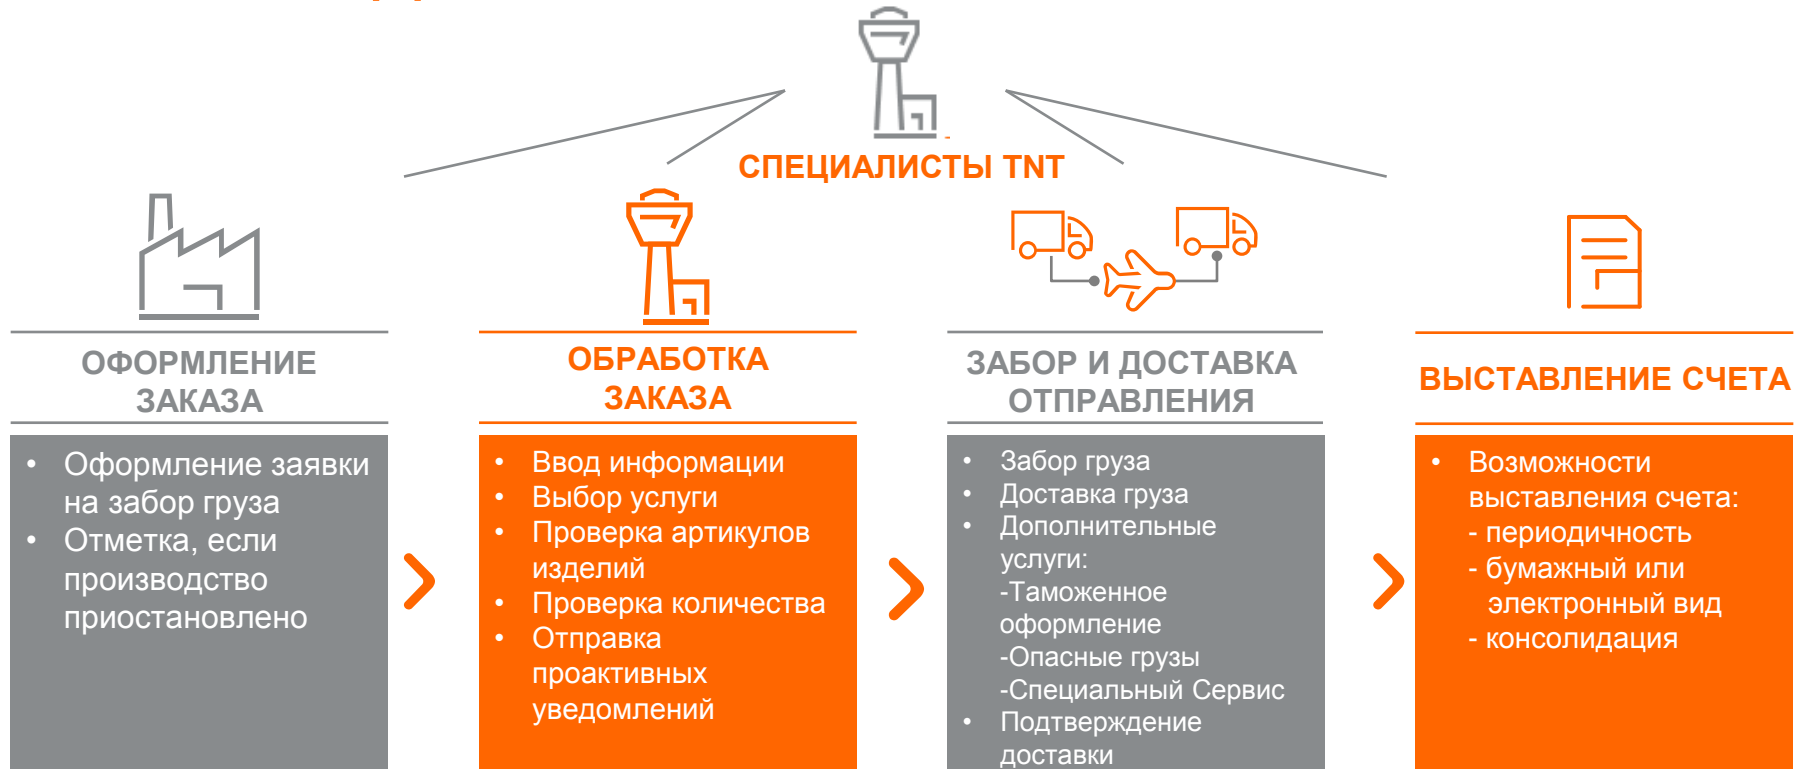 СПЕЦИАЛИСТЫ TNT
ОФОРМЛЕНИЕ
ЗАКАЗА
• Оформление заявки
на забор груза
• Отметка, если
производство
приостановлено
ОБРАБОТКА
ЗАКАЗА
• Ввод информации
• Выбор услуги
• Проверка артикулов
изделий
• Проверка количества
• Отправка
проактивных
уведомлений
ЗАБОР И ДОСТАВКА
ОТПРАВЛЕНИЯ
• Забор груза
• Доставка груза
• Дополнительные
услуги:
-Таможенное
оформление
-Опасные грузы
-Специальный Сервис
• Подтверждение
доставки
ВЫСТАВЛЕНИЕ СЧЕТА
• Возможности
выставления счета:
- периодичность
- бумажный или
электронный вид
- консолидация